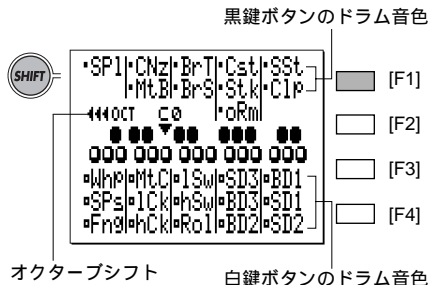 黒鍵ボタンのドラム音色
SHIFT
･SPl|･CNz|･BrT|･Cst|･SSt
|･MtB|･BrS|･Stk|･Clp
OCT C0 |･oRm|
▫Whp|▫MtC|▫lSw|▫SD3|▫BD1
▫SPs|▫lCk|▫hSw|▫BD3|▫SD1
▫Fng|▫hCk|▫Rol|▫BD2|▫SD2
[F1]
[F2]
[F3]
[F4]
オクターブシフト
白鍵ボタンのドラム音色